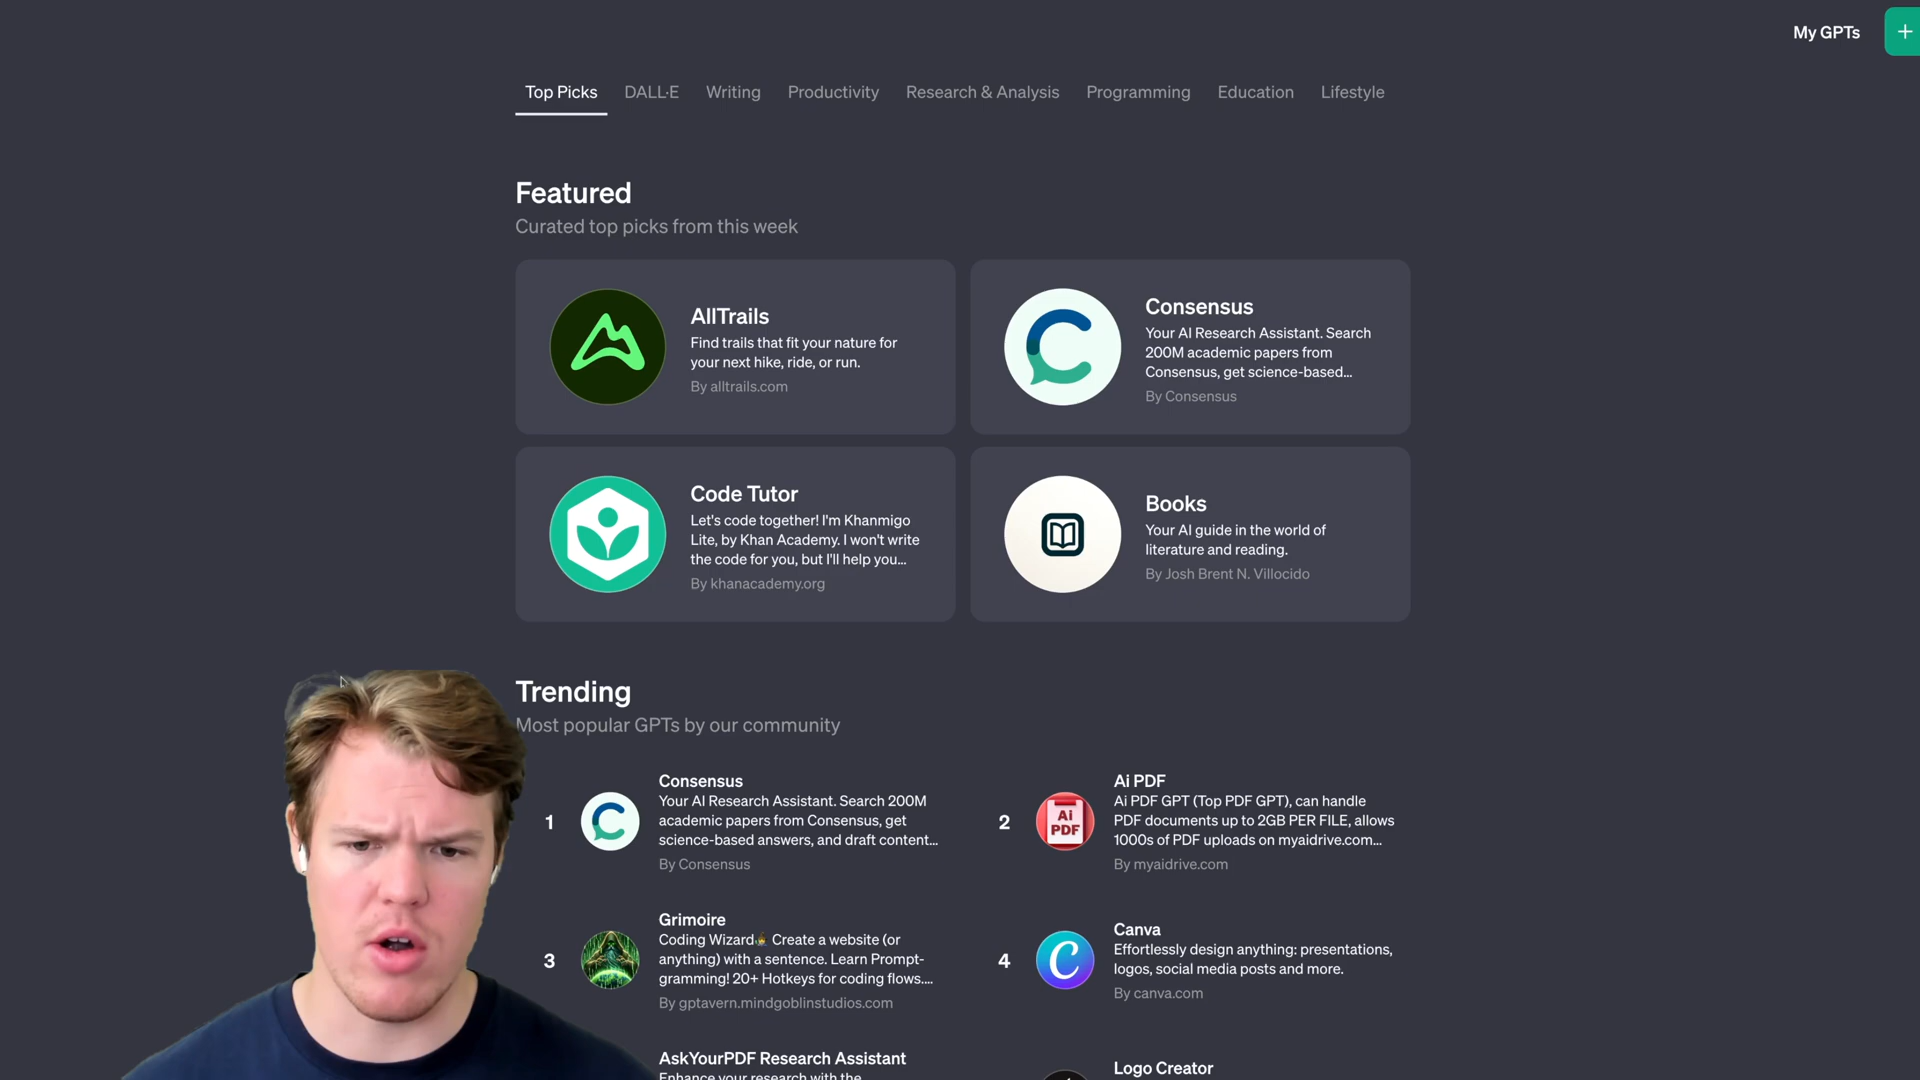 My GPTs
+
Top Picks
DALL·E
Writing
Productivity
Research & Analysis
Programming
Education
Lifestyle
Featured
Curated top picks from this week
AllTrails
Find trails that fit your nature for
your next hike, ride, or run.
By alltrails.com
Consensus
Your AI Research Assistant. Search
200M academic papers from
Consensus, get science-based...
By Consensus
Code Tutor
Let's code together! I'm Khanmigo
Lite, by Khan Academy. I won't write
the code for you, but I'll help you...
By khanacademy.org
Books
Your AI guide in the world of
literature and reading.
By Josh Brent N. Villocido
Trending
Most popular GPTs by our community
1
Consensus
Your AI Research Assistant. Search 200M
academic papers from Consensus, get
science-based answers, and draft content...
By Consensus
2
Ai
PDF
Ai PDF
Ai PDF GPT (Top PDF GPT), can handle
PDF documents up to 2GB PER FILE, allows
1000s of PDF uploads on myaidrive.com...
By myaidrive.com
3
Grimoire
Coding Wizard🧙 Create a website (or
anything) with a sentence. Learn Prompt-
gramming! 20+ Hotkeys for coding flows....
By gptavern.mindgoblinstudios.com
4
Canva
Effortlessly design anything: presentations,
logos, social media posts and more.
By canva.com
AskYourPDF Research Assistant
Enhance your research with the
Logo Creator